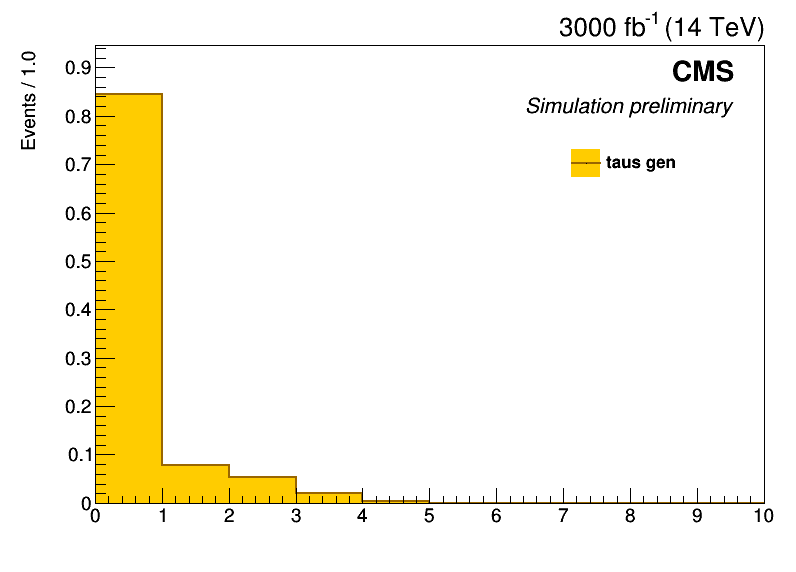 3000 fb⁻¹ (14 TeV)
CMS
Simulation preliminary
taus gen
Events / 1.0
0.9
0.8
0.7
0.6
0.5
0.4
0.3
0.2
0.1
0
0 1 2 3 4 5 6 7 8 9 10